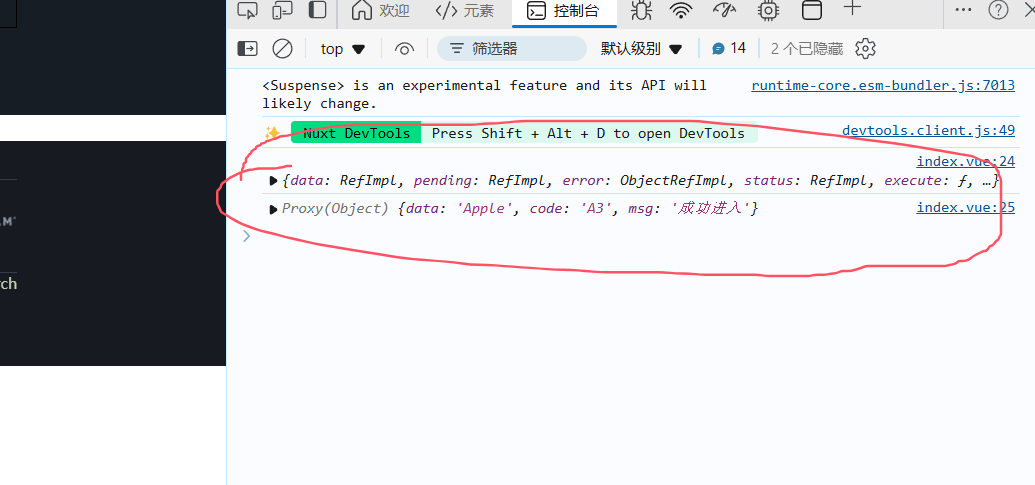 欢迎 元素 控制台
top 筛选器 默认级别 14 2 个已隐藏
<Suspense> is an experimental feature and its API will runtime-core.esm-bundler.js:7013
likely change.
Nuxt DevTools Press Shift + Alt + D to open DevTools devtools.client.js:49
index.vue:24
{data: RefImpl, pending: RefImpl, error: ObjectRefImpl, status: RefImpl, execute: ƒ, …}
Proxy(Object) {data: 'Apple', code: 'A3', msg: '成功进入'} index.vue:25
rch